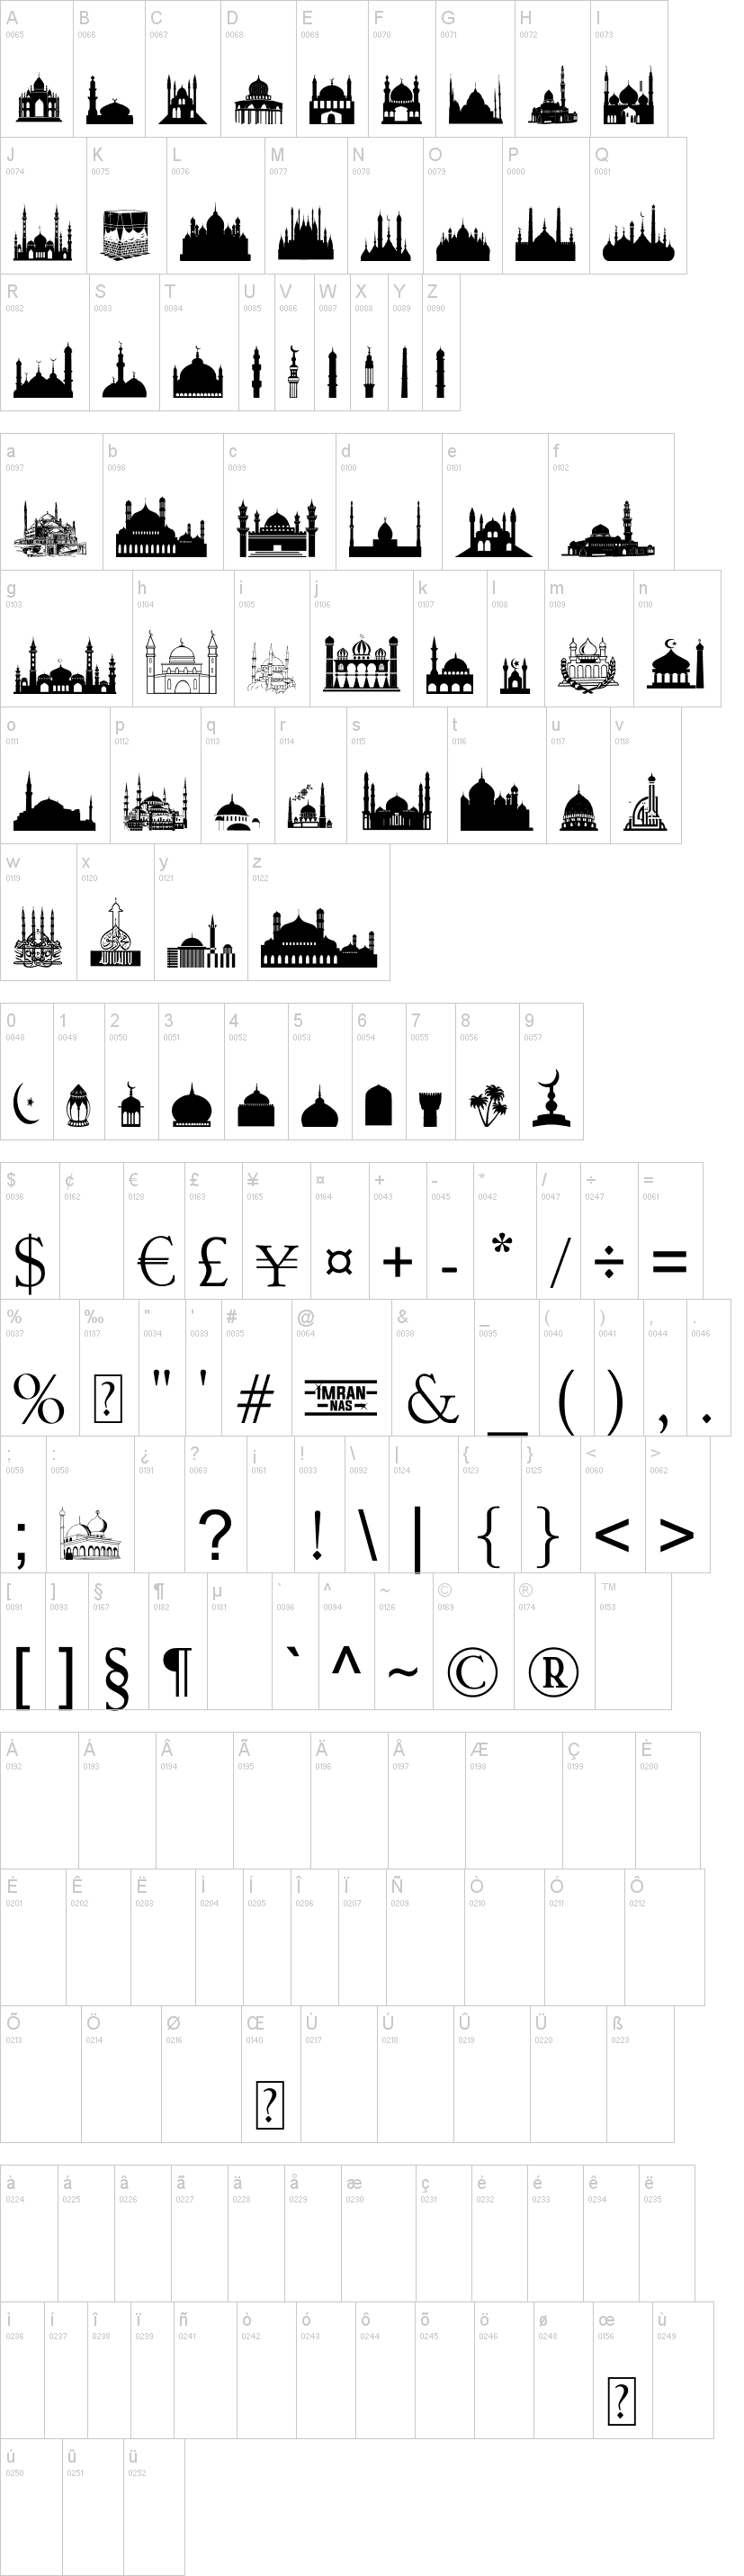 A B C D E F G H I
0065 0066 0067 0068 0069 0070 0071 0072 0073
J K L M N O P Q
0074 0075 0076 0077 0078 0079 0080 0081
R S T U V W X Y Z
0082 0083 0084 0085 0086 0087 0088 0089 0090
a b c d e f
0097 0098 0099 0100 0101 0102
g h i j k l m n
0103 0104 0105 0106 0107 0108 0109 0110
o p q r s t u v
0111 0112 0113 0114 0115 0116 0117 0118
w x y z
0119 0120 0121 0122
0 1 2 3 4 5 6 7 8 9
0048 0049 0050 0051 0052 0053 0054 0055 0056 0057
$ ¢ € £ ¥ ¤ + - * / ÷ =
0036 0162 0128 0163 0165 0164 0043 0045 0042 0047 0247 0061
$ € £ ¥ ¤ + - * / ÷ =
% ‰ " ' # @ & _ ( ) , .
0037 0137 0034 0039 0035 0064 0038 0095 0040 0041 0044 0046
% ? " ' # IMRAN & _ ( ) , .
NAS
; : ¿ ? ¡ ! \ | { } < >
0059 0058 0191 0063 0161 0033 0092 0124 0123 0125 0060 0062
; ? ! \ | { } < >
[ ] § ¶ µ ` ^ ~ © ® ™
0091 0093 0167 0182 0181 0096 0094 0126 0169 0174 0153
[ ] § ¶ ` ^ ~ © ®
À Á Â Ã Ä Å Æ Ç È
0192 0193 0194 0195 0196 0197 0198 0199 0200
É Ê Ë Ì Í Î Ï Ñ Ò Ó Ô
0201 0202 0203 0204 0205 0206 0207 0209 0210 0211 0212
Õ Ö Ø Œ Ù Ú Û Ü ß
0213 0214 0216 0140 0217 0218 0219 0220 0223
?
à á â ã ä å æ ç è é ê ë
0224 0225 0226 0227 0228 0229 0230 0231 0232 0233 0234 0235
ì í î ï ñ ò ó ô õ ö ø œ ù
0236 0237 0238 0239 0241 0242 0243 0244 0245 0246 0248 0156 0249
?
ú û ü
0250 0251 0252